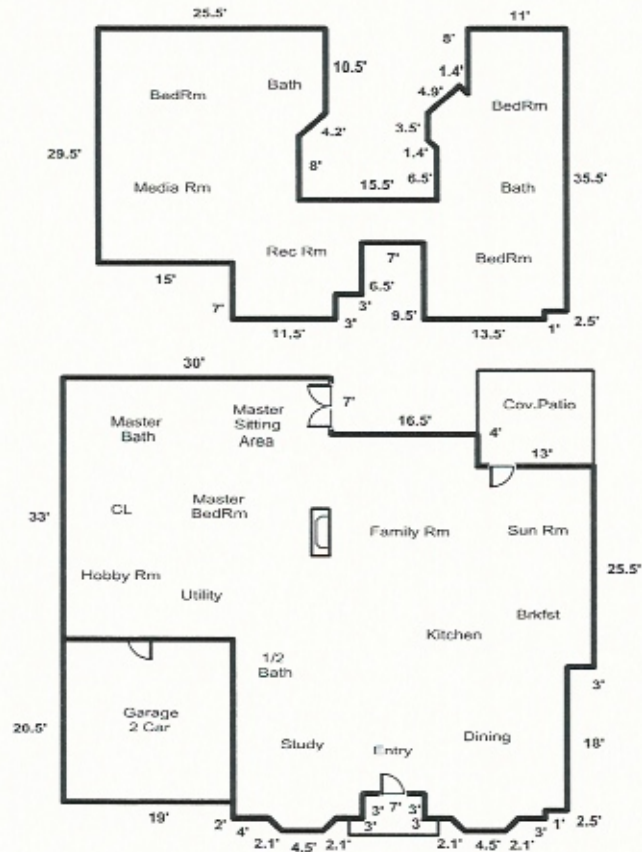 25.5'
11'
8'
10.5'
Bath
1.4'
BedRm
4.9'
BedRm
4.2'
3.5'
29.5'
1.4'
8'
6.5'
35.5'
Media Rm
15.5'
Bath
Rec Rm
7'
BedRm
15'
6.5'
7'
3'
9.5'
2.5'
11.5'
3'
13.5'
1'
30'
7'
Cov.Patio
Master
Bath
Master
Sitting
Area
16.5'
4'
13'
33'
CL
Master
BedRm
Family Rm
Sun Rm
25.5'
Hobby Rm
Utility
Brkfst
Kitchen
1/2
Bath
3'
20.5'
Garage
2 Car
Study
Entry
Dining
18'
19'
2'
4'
2.1'
4.5'
2.1'
3'
3'
7'
3'
3'
2.1'
4.5'
2.1'
3'
1'
2.5'